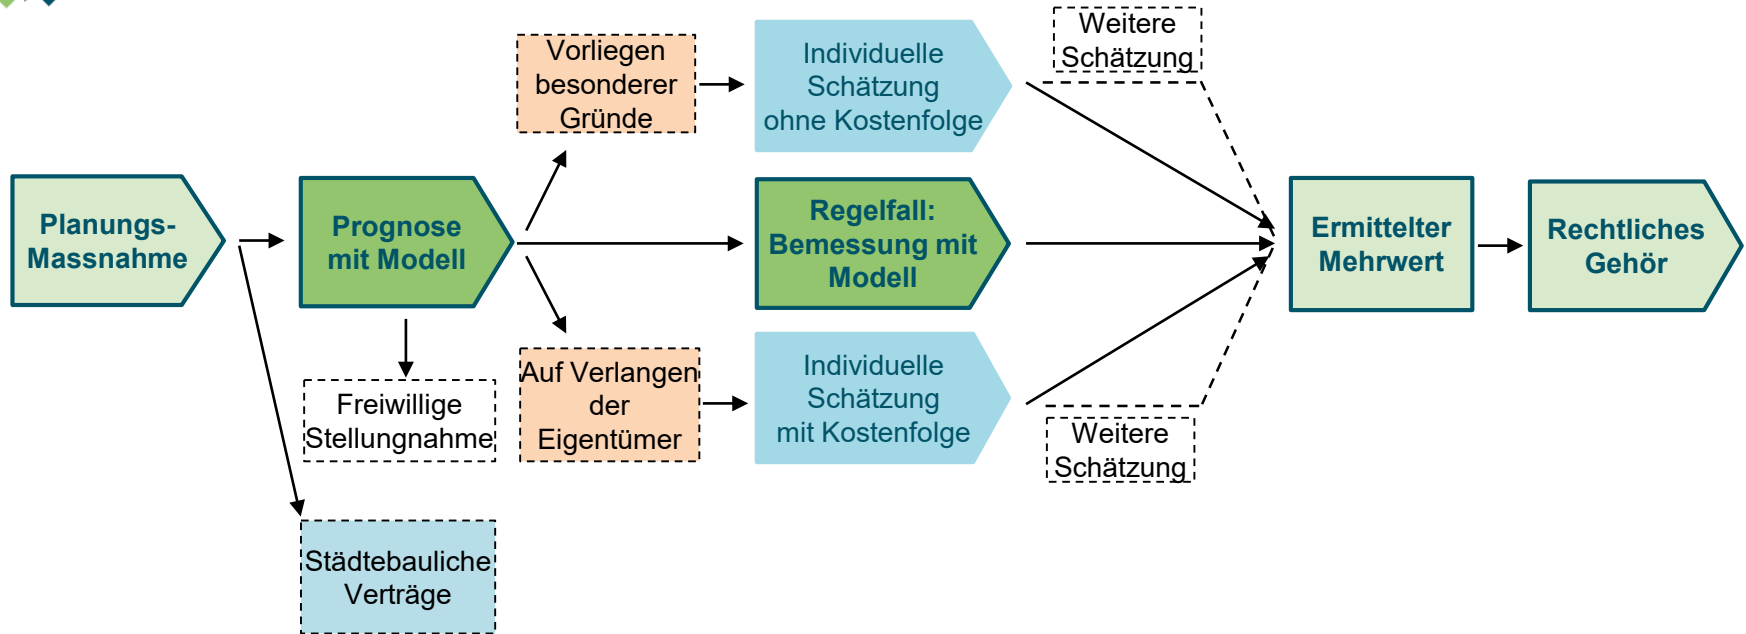 Planungs-
Massnahme
Prognose
mit Modell
Freiwillige
Stellungnahme
Städtebauliche
Verträge
Vorliegen
besonderer
Gründe
Individuelle
Schätzung
ohne Kostenfolge
Weitere
Schätzung
Regelfall:
Bemessung mit
Modell
Auf Verlangen
der
Eigentümer
Individuelle
Schätzung
mit Kostenfolge
Weitere
Schätzung
Ermittelter
Mehrwert
Rechtliches
Gehör